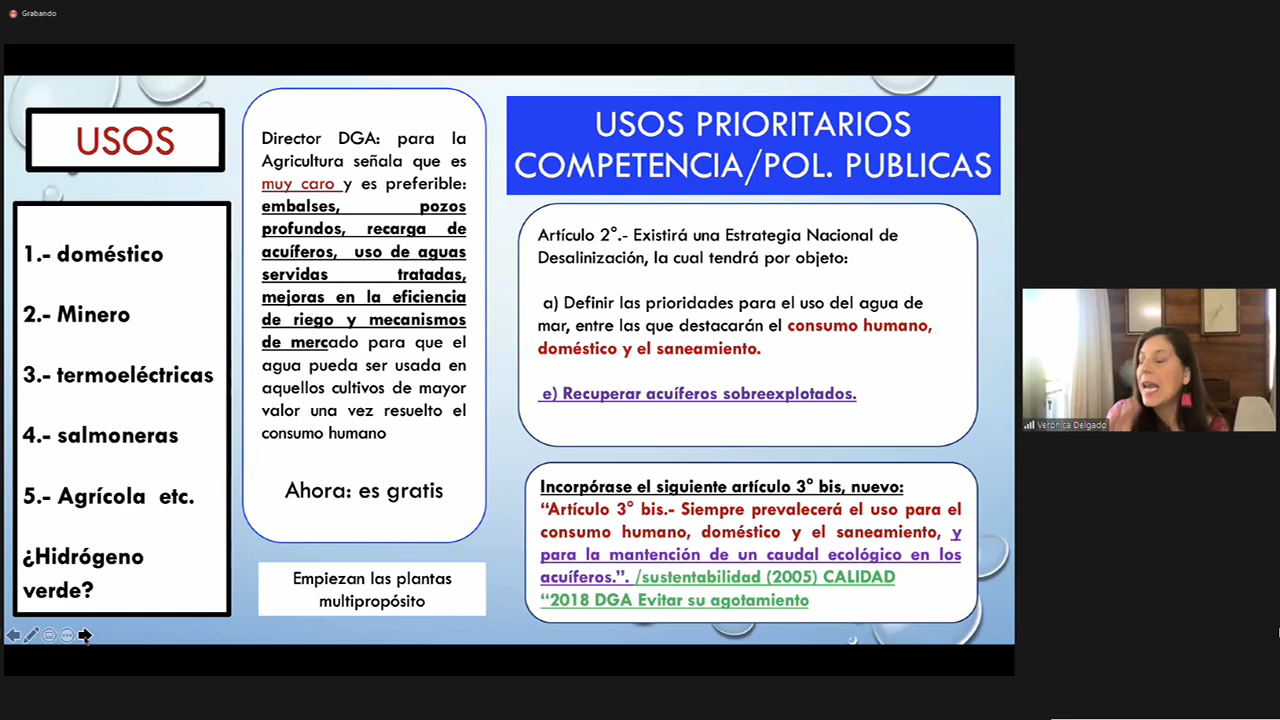 Grabando
USOS
1.- doméstico
2.- Minero
3.- termoeléctricas
4.- salmoneras
5.- Agrícola etc.
¿Hidrógeno
verde?
Director DGA: para la
Agricultura señala que es
muy caro y es preferible:
embalses, pozos
profundos, recarga de
acuíferos, uso de aguas
servidas tratadas,
mejoras en la eficiencia
de riego y mecanismos
de mercado para que el
agua pueda ser usada en
aquellos cultivos de mayor
valor una vez resuelto el
consumo humano
Ahora: es gratis
Empiezan las plantas
multipropósito
USOS PRIORITARIOS
COMPETENCIA/POL. PUBLICAS
Artículo 2°.- Existirá una Estrategia Nacional de
Desalinización, la cual tendrá por objeto:
a) Definir las prioridades para el uso del agua de
mar, entre las que destacarán el consumo humano,
doméstico y el saneamiento.
e) Recuperar acuíferos sobreexplotados.
Incorpórase el siguiente artículo 3° bis, nuevo:
“Artículo 3° bis.- Siempre prevalecerá el uso para el
consumo humano, doméstico y el saneamiento, y
para la mantención de un caudal ecológico en los
acuíferos.”. /sustentabilidad (2005) CALIDAD
“2018 DGA Evitar su agotamiento
Verónica Delgado